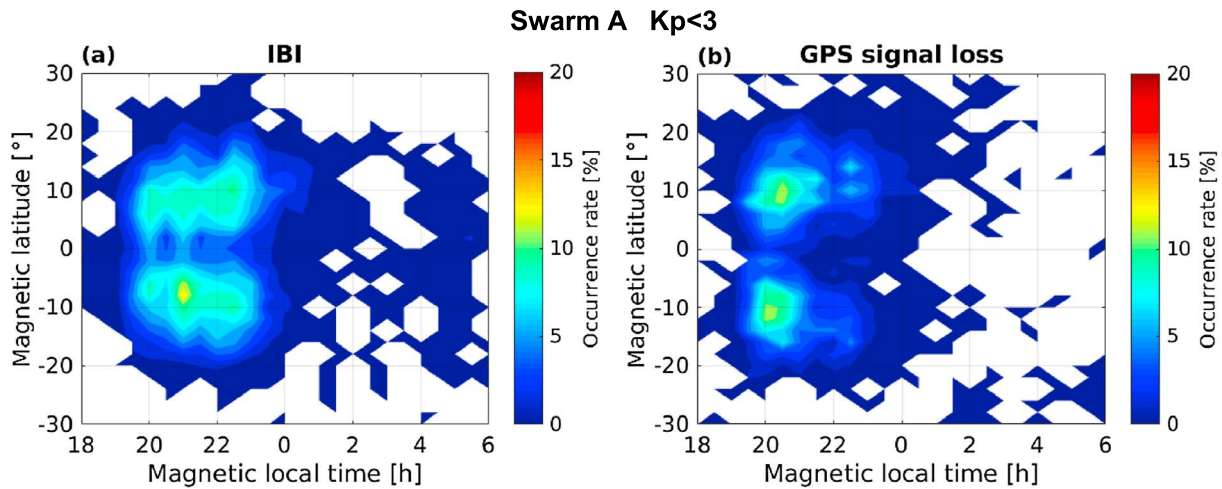 Swarm A Kp<3
(a) IBI
30
20
10
0
-10
-20
-30
Magnetic latitude [°]
18 20 22 0 2 4 6
Magnetic local time [h]
20
15
10
5
0
Occurrence rate [%]
(b) GPS signal loss
30
20
10
0
-10
-20
-30
Magnetic latitude [°]
18 20 22 0 2 4 6
Magnetic local time [h]
20
15
10
5
0
Occurrence rate [%]